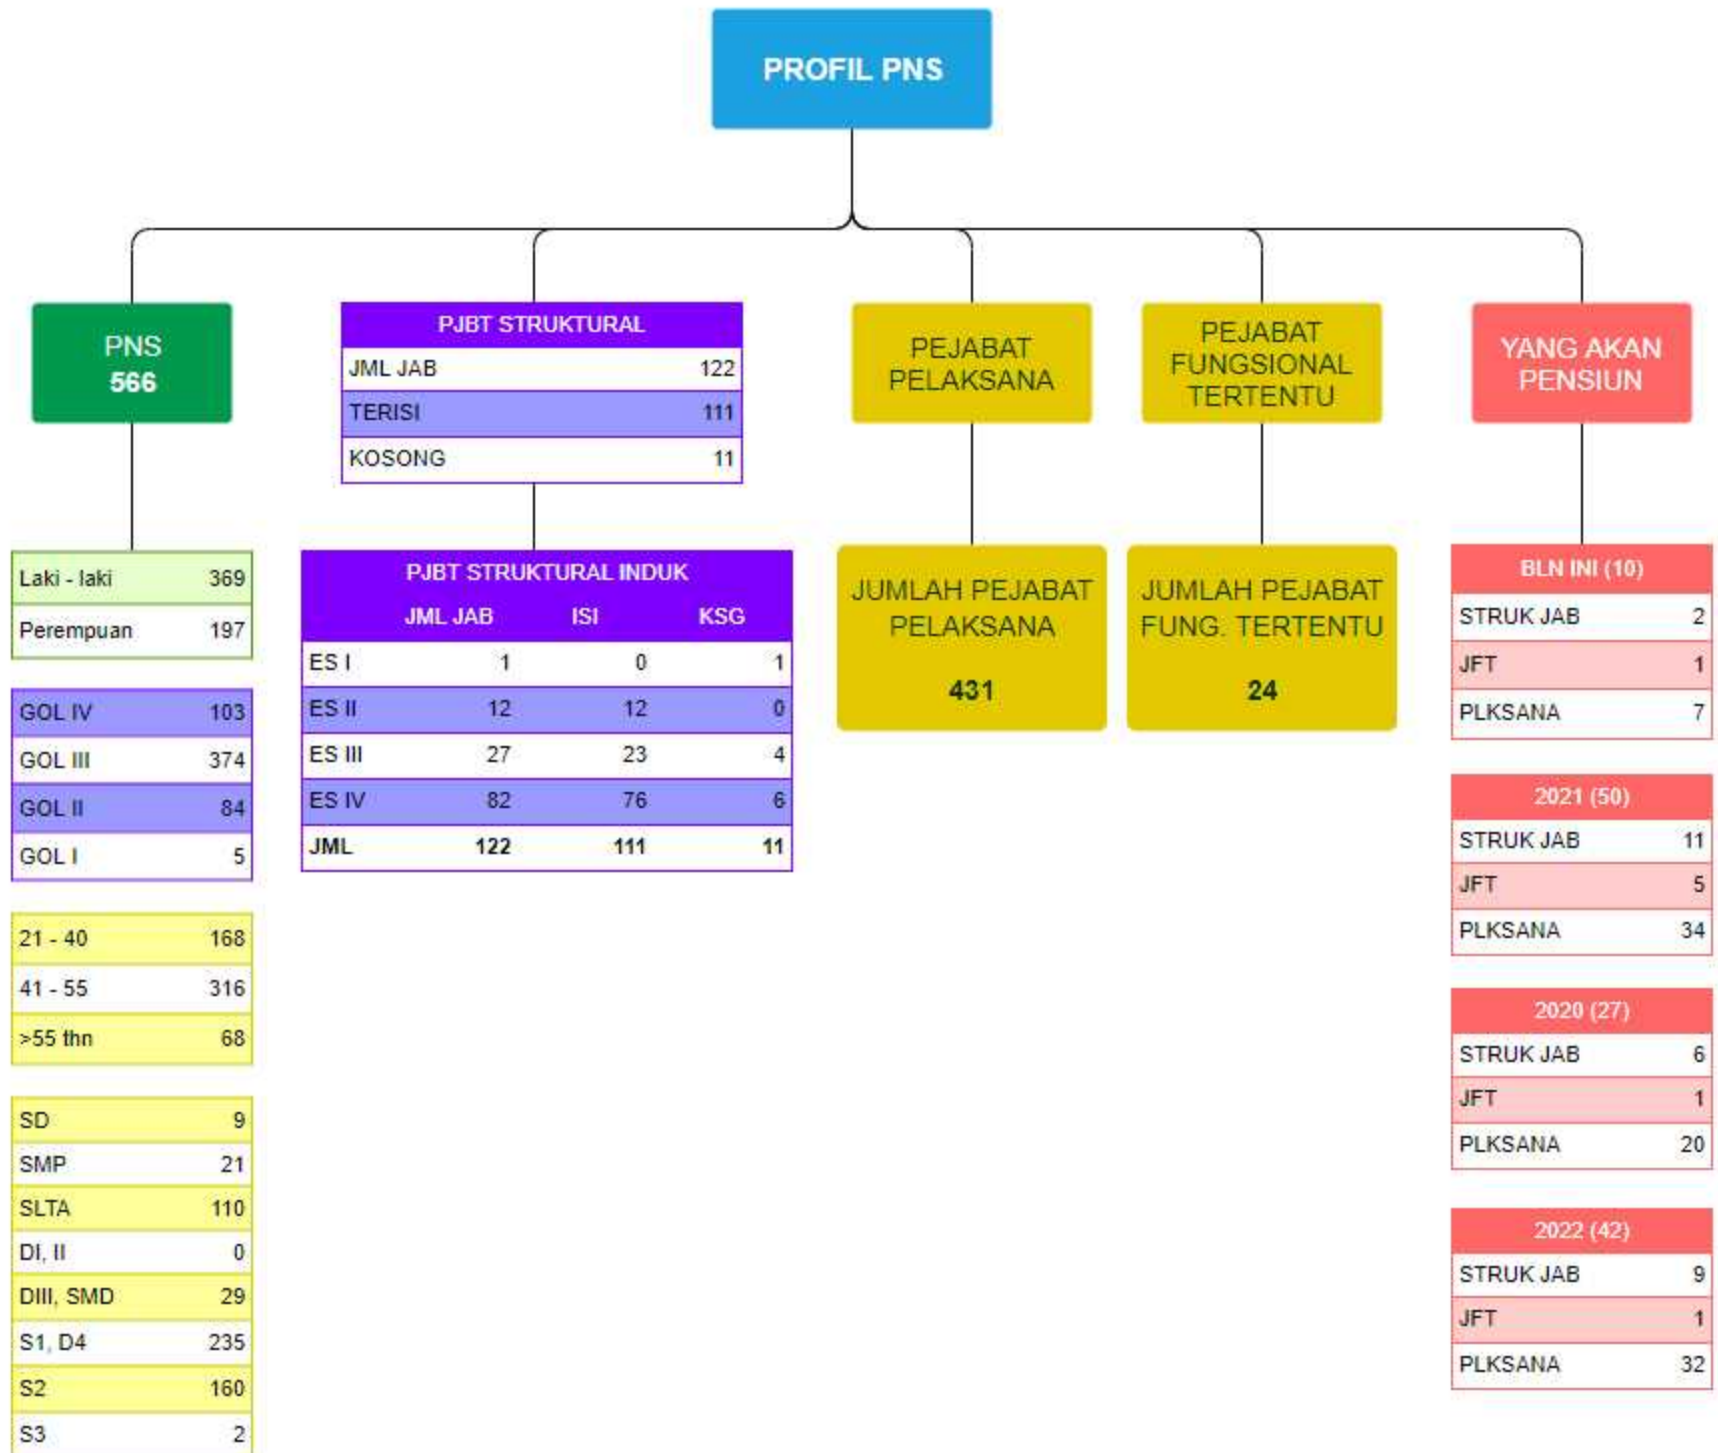 PROFIL PNS
PNS
566
Laki - laki 369
Perempuan 197
GOL IV 103
GOL III 374
GOL II 84
GOL I 5
21 - 40 168
41 - 55 316
>55 thn 68
SD 9
SMP 21
SLTA 110
DI, II 0
DIII, SMD 29
S1, D4 235
S2 160
S3 2
PJBT STRUKTURAL
JML JAB 122
TERISI 111
KOSONG 11
PJBT STRUKTURAL INDUK
JML JAB ISI KSG
ES I 1 0 1
ES II 12 12 0
ES III 27 23 4
ES IV 82 76 6
JML 122 111 11
PEJABAT
PELAKSANA
JUMLAH PEJABAT
PELAKSANA
431
PEJABAT
FUNGSIONAL
TERTENTU
JUMLAH PEJABAT
FUNG. TERTENTU
24
YANG AKAN
PENSIUN
BLN INI (10)
STRUK JAB 2
JFT 1
PLKSANA 7
2021 (50)
STRUK JAB 11
JFT 5
PLKSANA 34
2020 (27)
STRUK JAB 6
JFT 1
PLKSANA 20
2022 (42)
STRUK JAB 9
JFT 1
PLKSANA 32